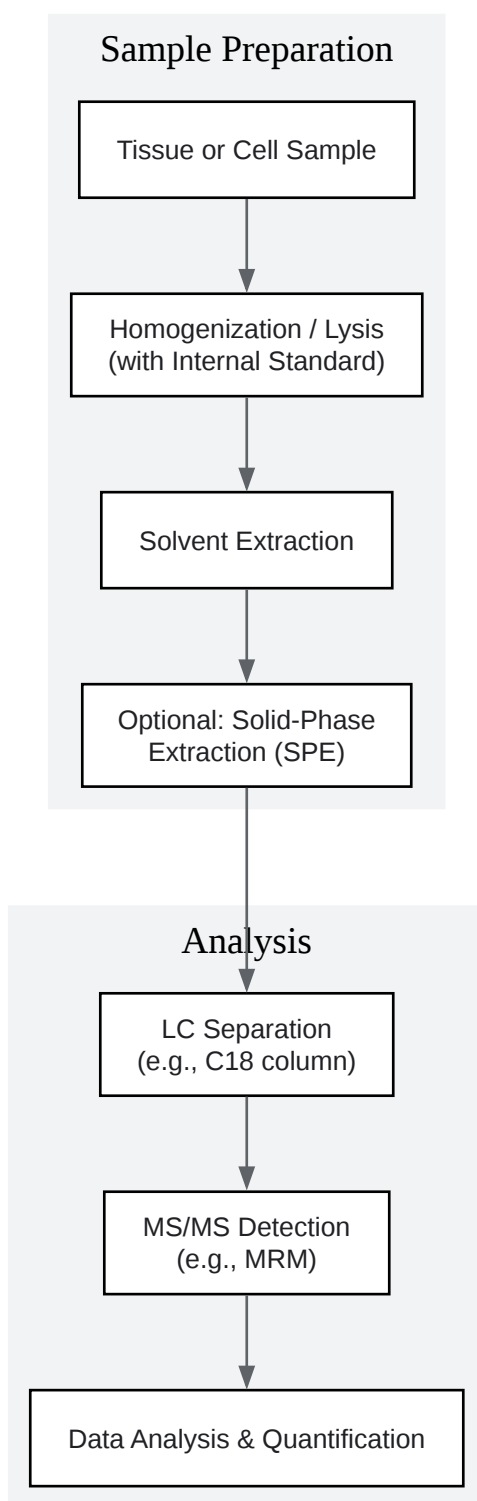 Sample Preparation
Tissue or Cell Sample
Homogenization / Lysis
(with Internal Standard)
Solvent Extraction
Optional: Solid-Phase
Extraction (SPE)
Analysis
LC Separation
(e.g., C18 column)
MS/MS Detection
(e.g., MRM)
Data Analysis & Quantification